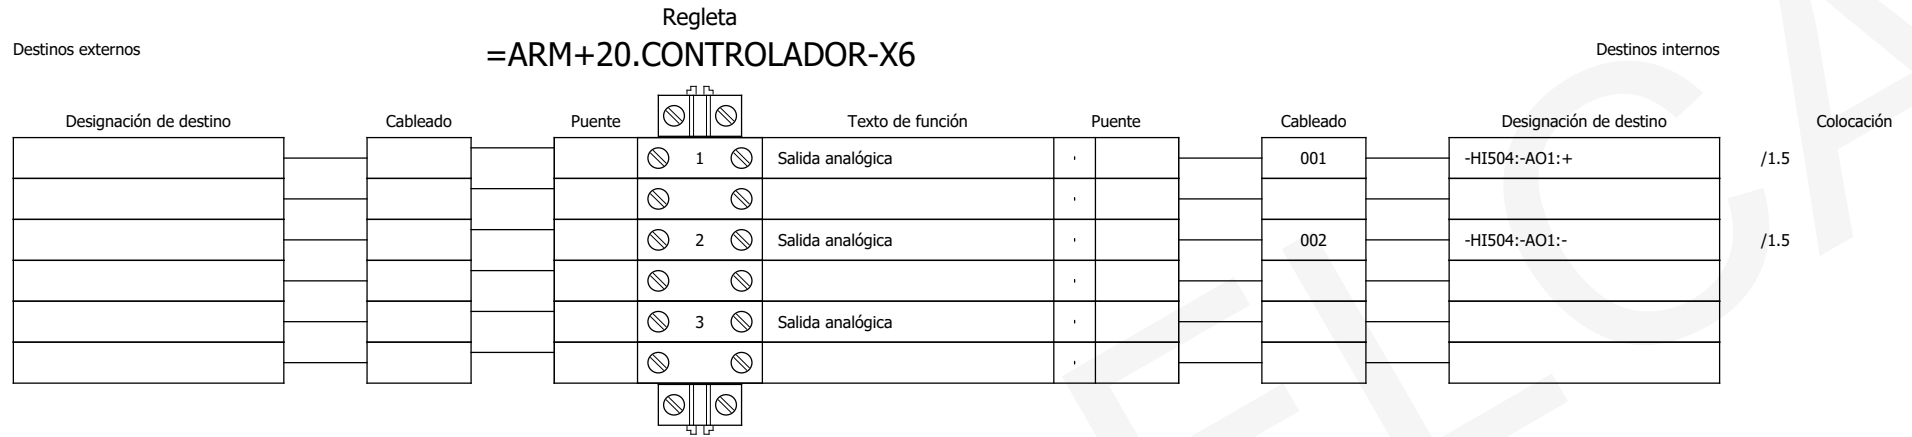 Regleta
Destinos externos =ARM+20.CONTROLADOR-X6 Destinos internos
Designación de destino Cableado Puente Texto de función Puente Cableado Designación de destino Colocación
1 Salida analógica 001 -HI504:-AO1:+ /1.5
2 Salida analógica 002 -HI504:-AO1:- /1.5
3 Salida analógica